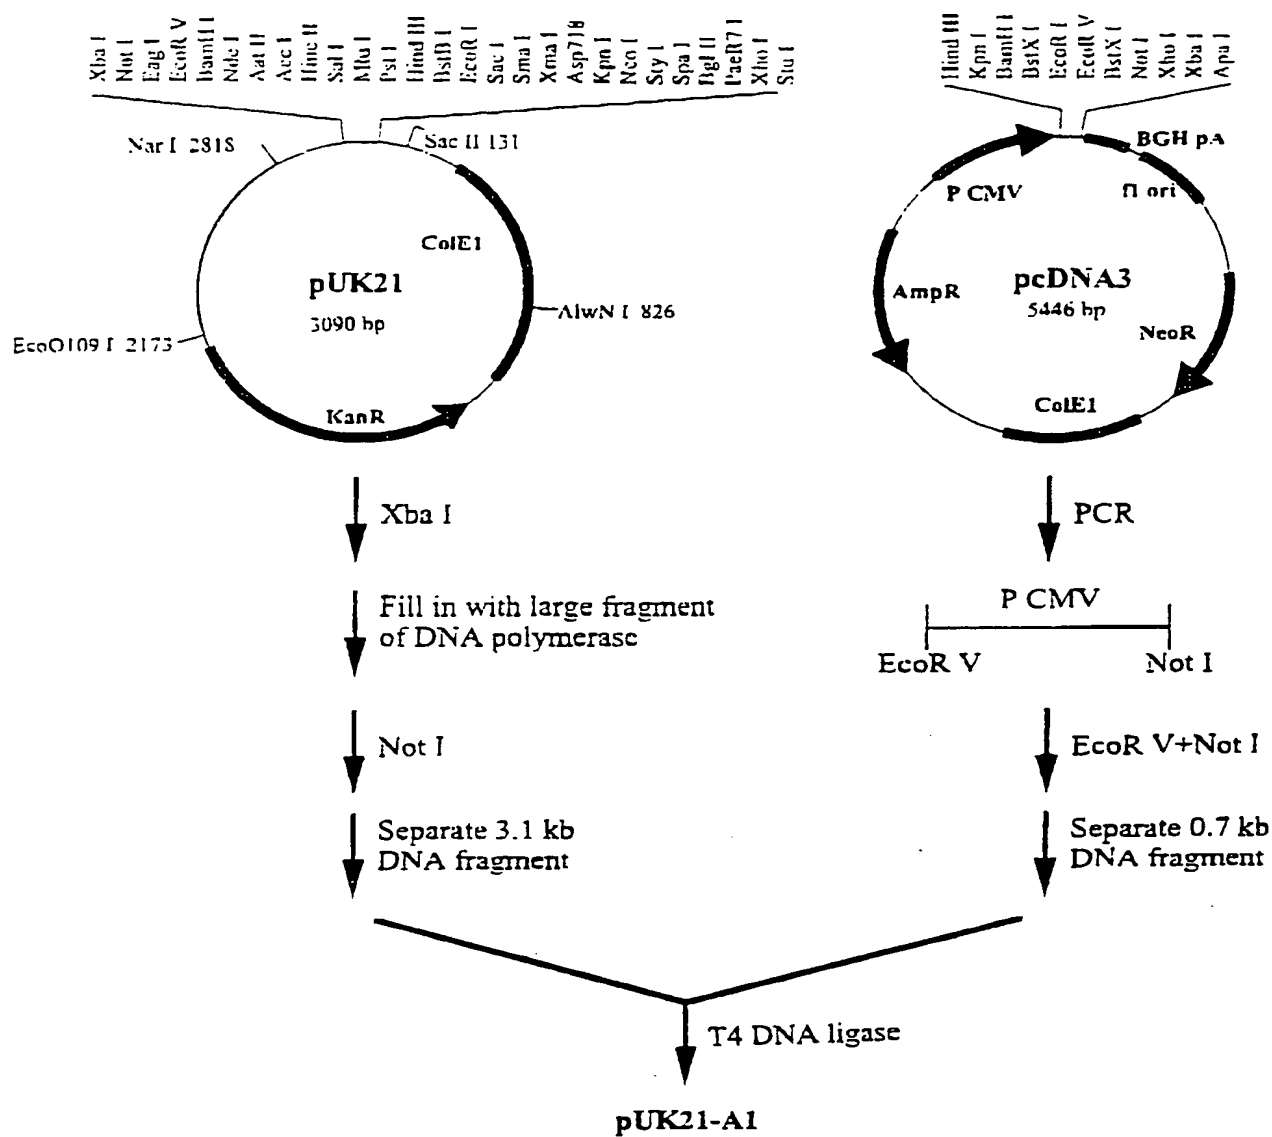 Xba I
Not I
Eag I
EcoR V
BamH I
Nde I
Aat II
Acc I
Hinc II
Sal I
Mlu I
Pst I
Hind III
BstB I
EcoR I
Sac I
Sma I
Xma I
Asp718
Kpn I
Nco I
Sty I
Spa I
Bgl II
PaeR7 I
Xho I
Stu I
Hind III
Kpn I
BamH I
BstX I
EcoR I
EcoR V
BstX I
Not I
Xho I
Xba I
Apa I
Nar I 2818
Sac II 131
ColE1
pUK21
3090 bp
AlwN I 826
EcoO109 I 2173
KanR
BGH pA
P CMV
f1 ori
AmpR
pcDNA3
5446 bp
NeoR
ColE1
Xba I
PCR
Fill in with large fragment
of DNA polymerase
P CMV
EcoR V
Not I
Not I
EcoR V+Not I
Separate 3.1 kb
DNA fragment
Separate 0.7 kb
DNA fragment
T4 DNA ligase
pUK21-A1